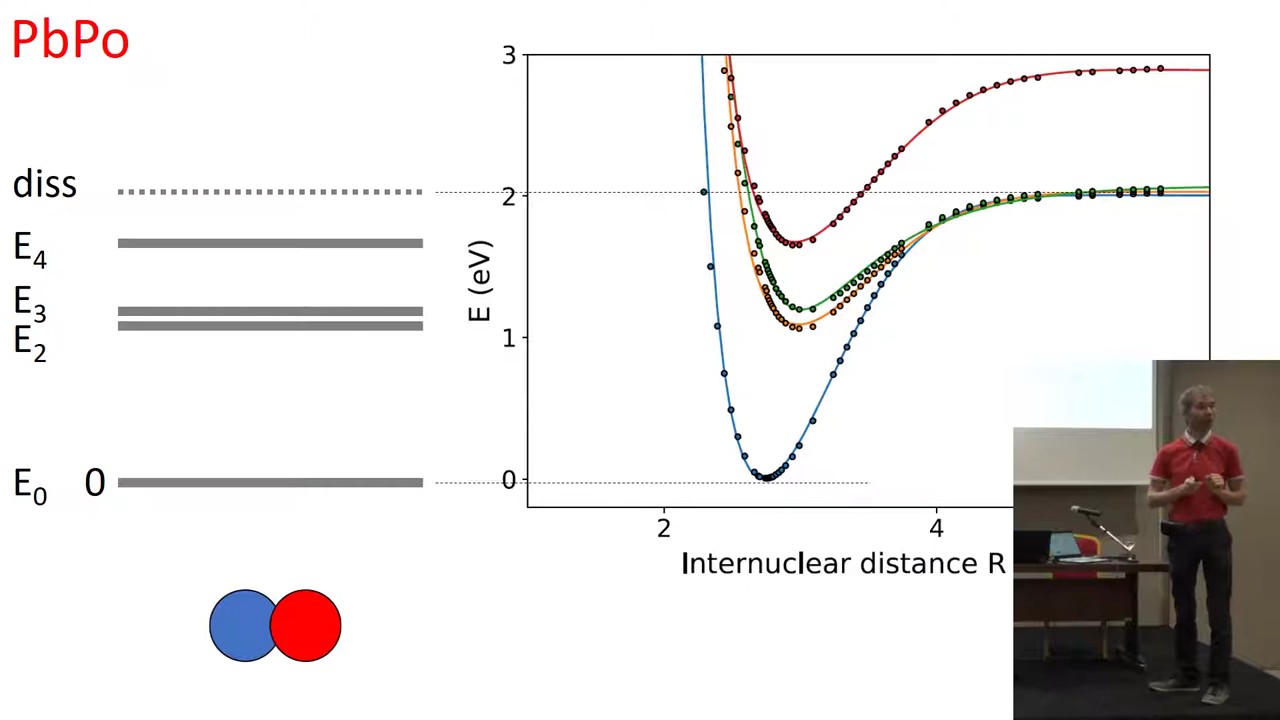 PbPo
diss
E4
E3
E2
E0 0
3
2
1
0
E (eV)
2 4
Internuclear distance R